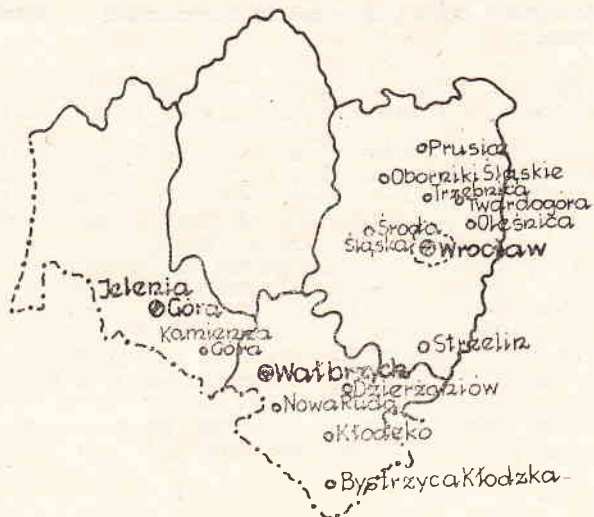 Prusice
Oborniki Śląskie
Trzebnica
Twardogóra
Oleśnica
Środa
Śląska
Wrocław
Jelenia
Góra
Kamienna
Góra
Strzelin
Wałbrzych
Dzierżoniów
Nowa Ruda
Kłodzko
Bystrzyca Kłodzka